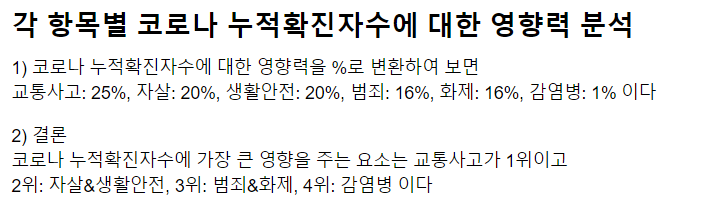 각 항목별 코로나 누적확진자수에 대한 영향력 분석
1) 코로나 누적확진자수에 대한 영향력을 %로 변환하여 보면
교통사고: 25%, 자살: 20%, 생활안전: 20%, 범죄: 16%, 화제: 16%, 감염병: 1% 이다
2) 결론
코로나 누적확진자수에 가장 큰 영향을 주는 요소는 교통사고가 1위이고
2위: 자살&생활안전, 3위: 범죄&화제, 4위: 감염병 이다